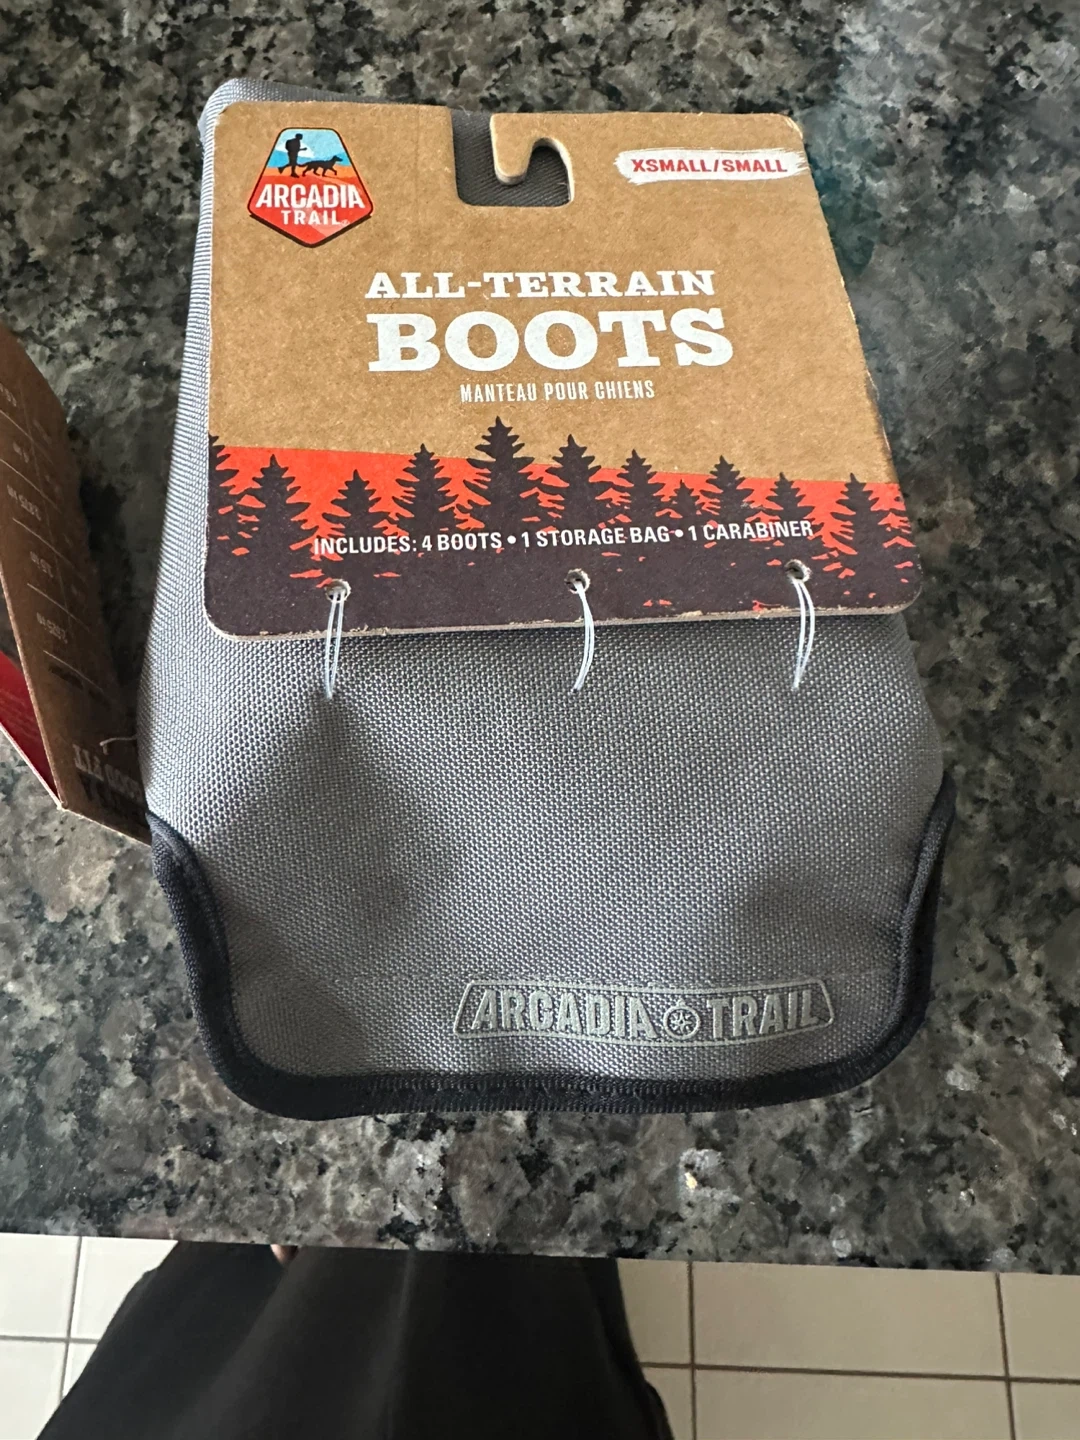 ARCADIA
TRAIL
XSMALL/SMALL
ALL-TERRAIN
BOOTS
MANTEAU POUR CHIENS
INCLUDES: 4 BOOTS • 1 STORAGE BAG • 1 CARABINER
ARCADIA TRAIL